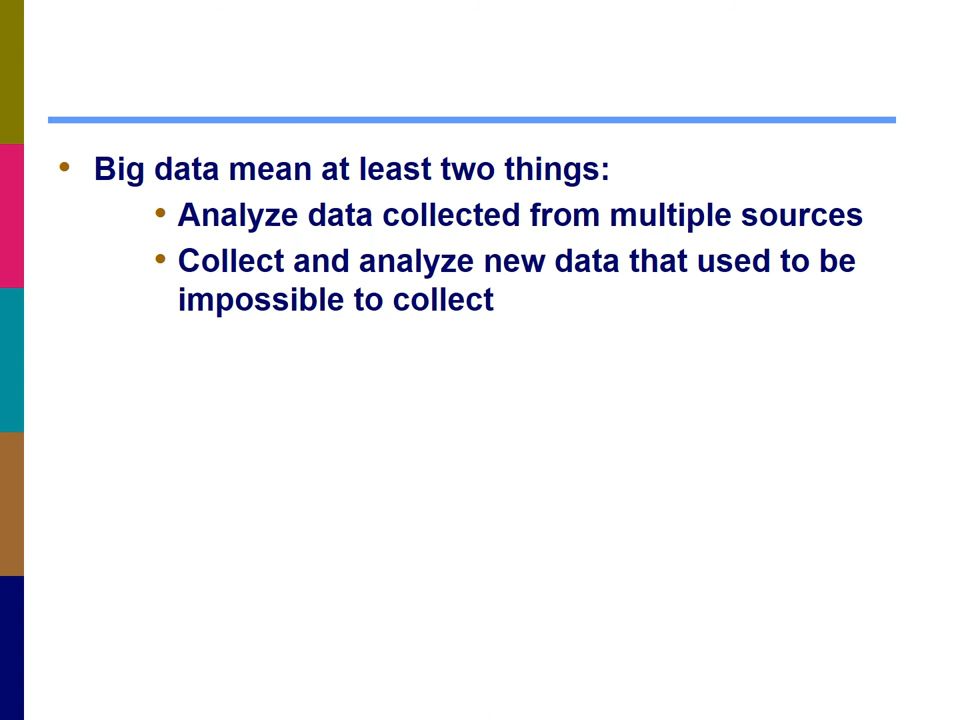 • Big data mean at least two things:
• Analyze data collected from multiple sources
• Collect and analyze new data that used to be
impossible to collect